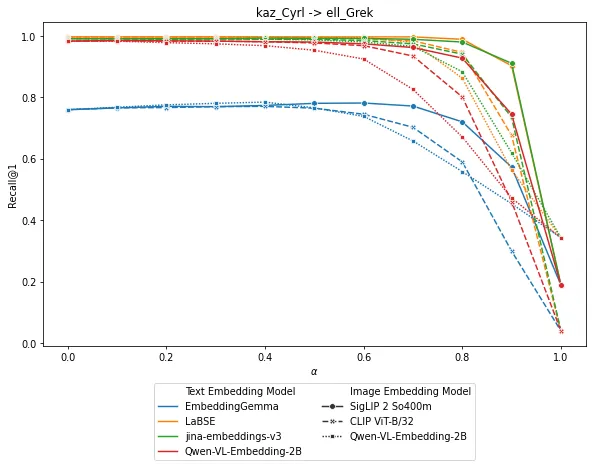 kaz_Cyrl -> ell_Grek
Recall@1
1.0
0.8
0.6
0.4
0.2
0.0
0.0 0.2 0.4 0.6 0.8 1.0
α
Text Embedding Model
EmbeddingGemma
LaBSE
jina-embeddings-v3
Qwen-VL-Embedding-2B
Image Embedding Model
SigLIP 2 So400m
CLIP ViT-B/32
Qwen-VL-Embedding-2B